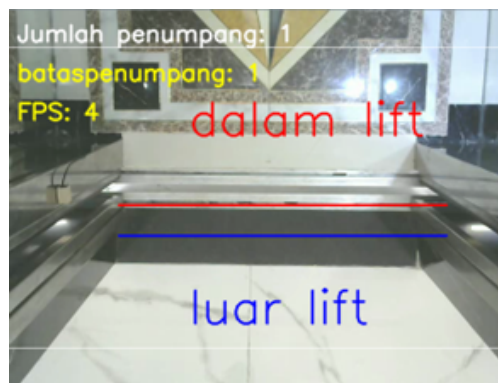 Jumlah penumpang: 1
bataspenumpang: 1
FPS: 4
dalam lift
luar lift